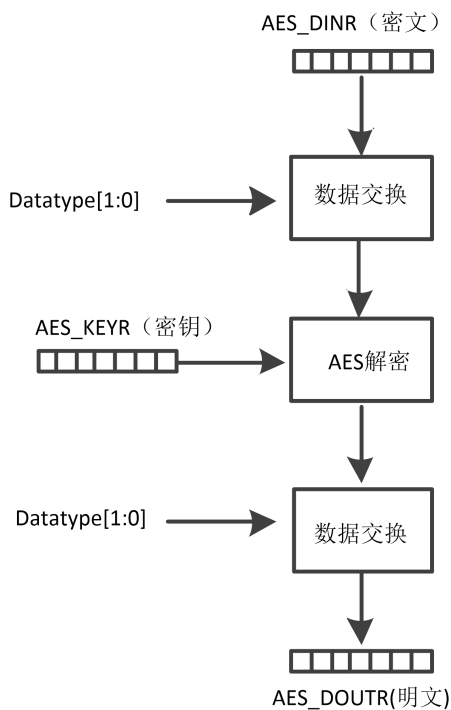 AES_DINR（密文）
数据交换
Datatype[1:0]
AES_KEYR（密钥）
AES解密
Datatype[1:0]
数据交换
AES_DOUTR(明文)